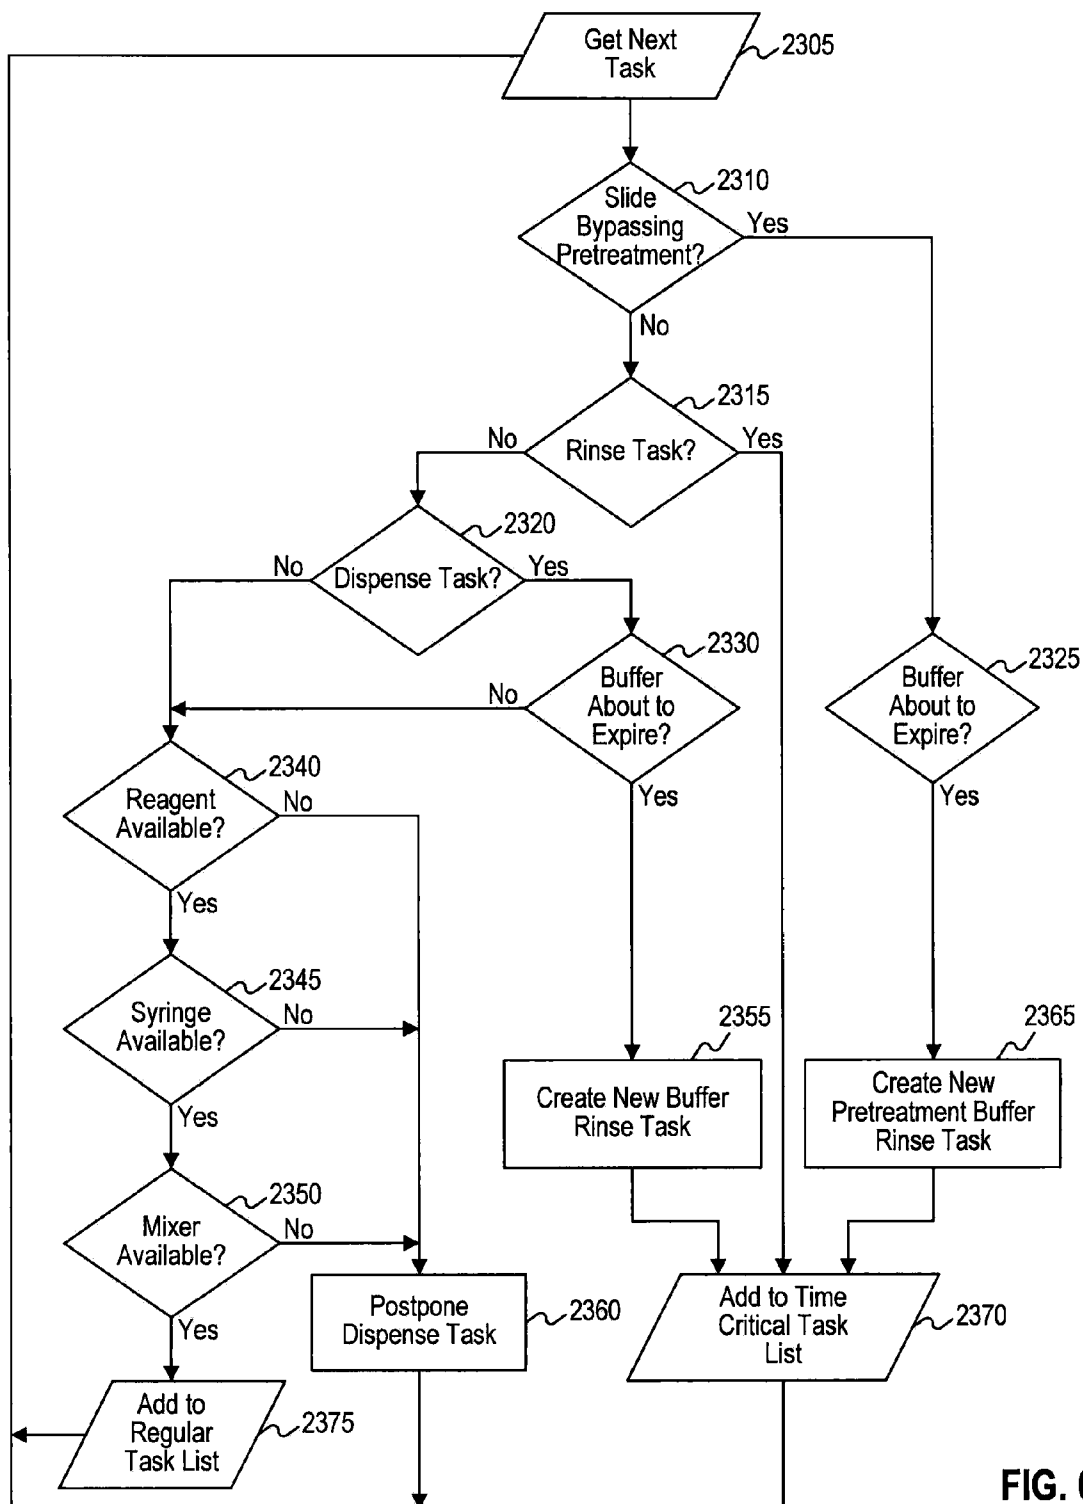 Get Next
Task
2305
Slide
Bypassing
Pretreatment?
2310
Yes
No
Rinse Task?
2315
No
Yes
Dispense Task?
2320
No
Yes
Buffer
About to
Expire?
2330
No
Yes
Buffer
About to
Expire?
2325
Yes
Reagent
Available?
2340
No
Yes
Syringe
Available?
2345
No
Yes
Create New Buffer
Rinse Task
2355
Create New
Pretreatment Buffer
Rinse Task
2365
Mixer
Available?
2350
No
Yes
Postpone
Dispense Task
2360
Add to Time
Critical Task
List
2370
Add to
Regular
Task List
2375
FIG.